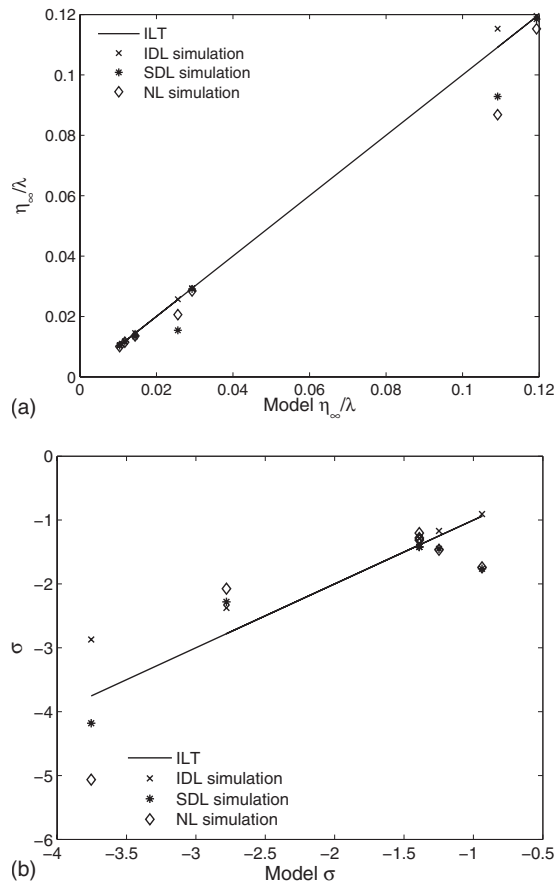 0.12
ILT
IDL simulation
0.1
SDL simulation
NL simulation
0.08
η∞/λ
0.06
0.04
0.02
0
0 0.02 0.04 0.06 0.08 0.1 0.12
(a) Model η∞/λ
0
−1
−2
σ
−3
−4
ILT
IDL simulation
−5
SDL simulation
NL simulation
−6
−4 −3.5 −3 −2.5 −2 −1.5 −1 −0.5
(b) Model σ